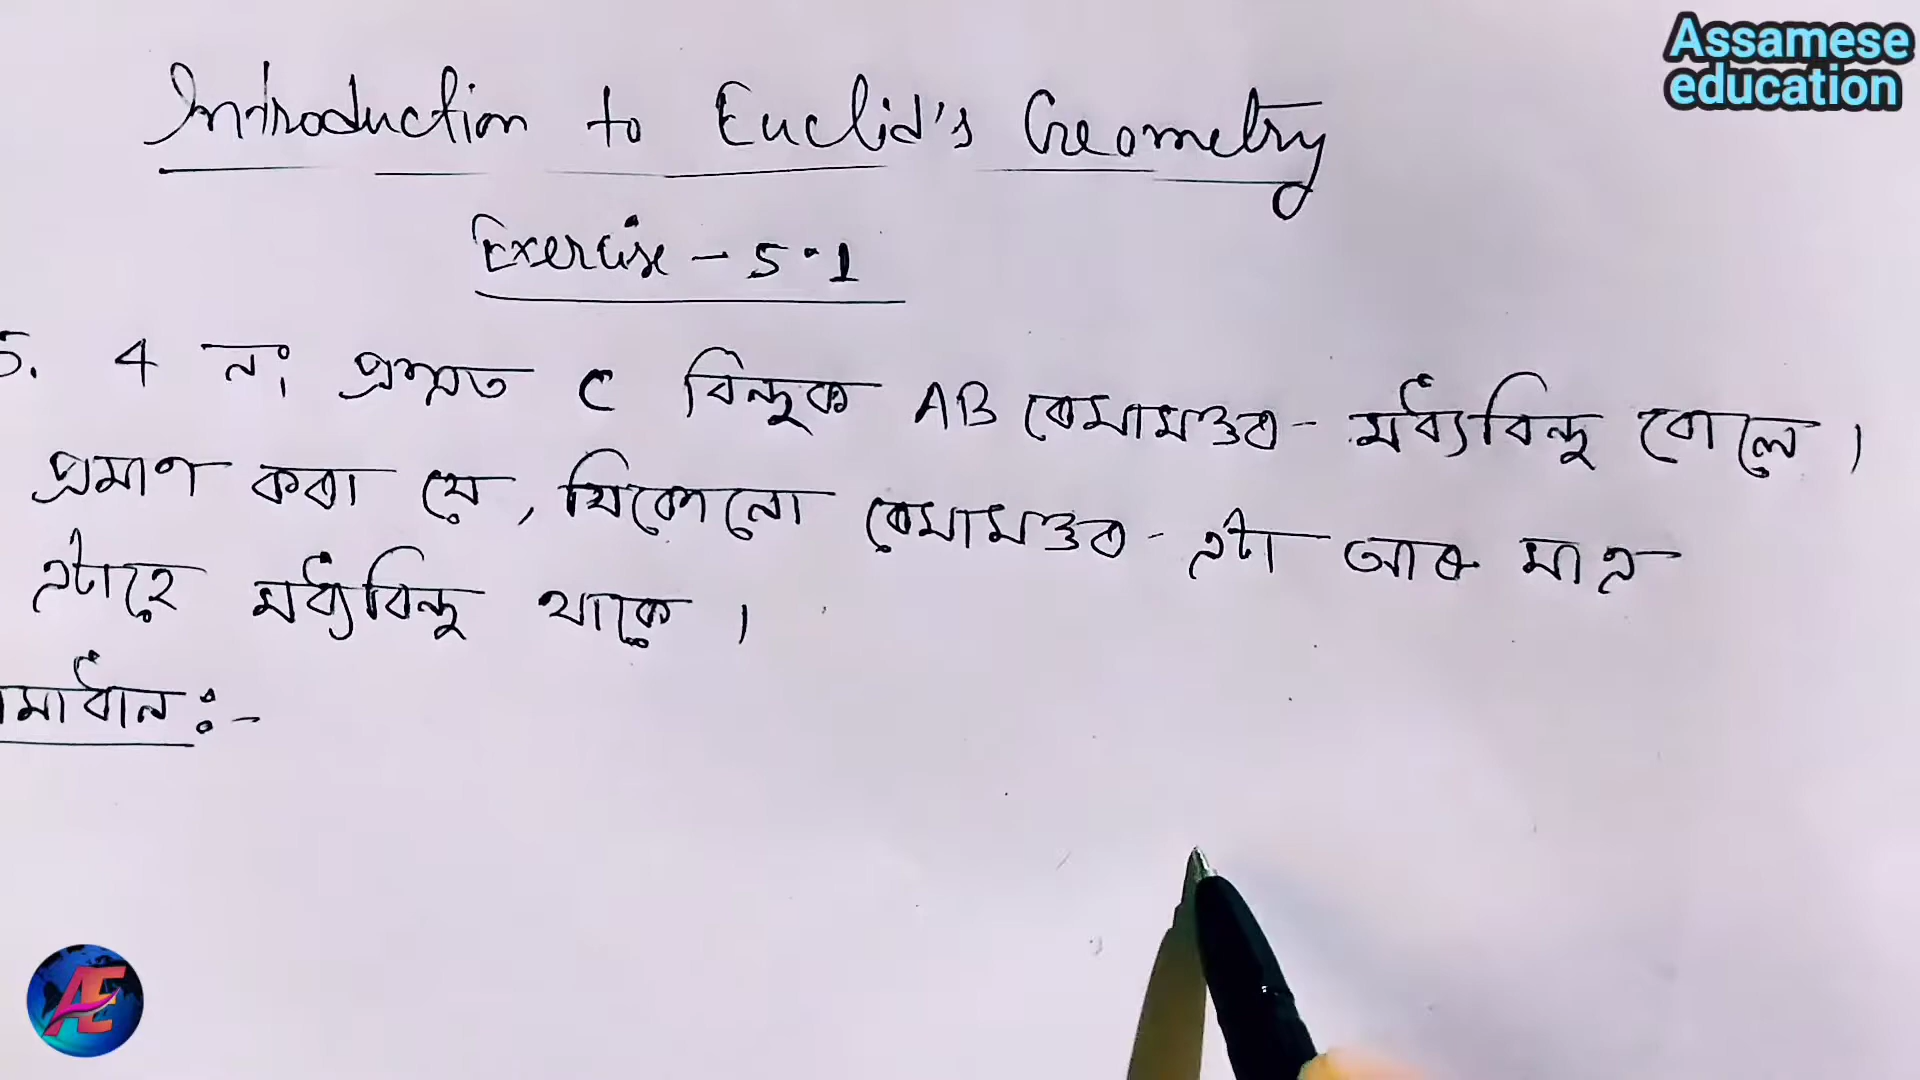 Assamese
education
Introduction to Euclid's Geometry
Exercise - 5.1
5. 4 নং প্ৰশ্নত C বিন্দুক AB ৰেখাখণ্ডৰ - মধ্যবিন্দু বোলে।
প্ৰমাণ কৰা যে, যিকোনো ৰেখাখণ্ডৰ - এটা আৰু মাত্ৰ
এটাহে মধ্যবিন্দু থাকে।
সমাধান :-
AE